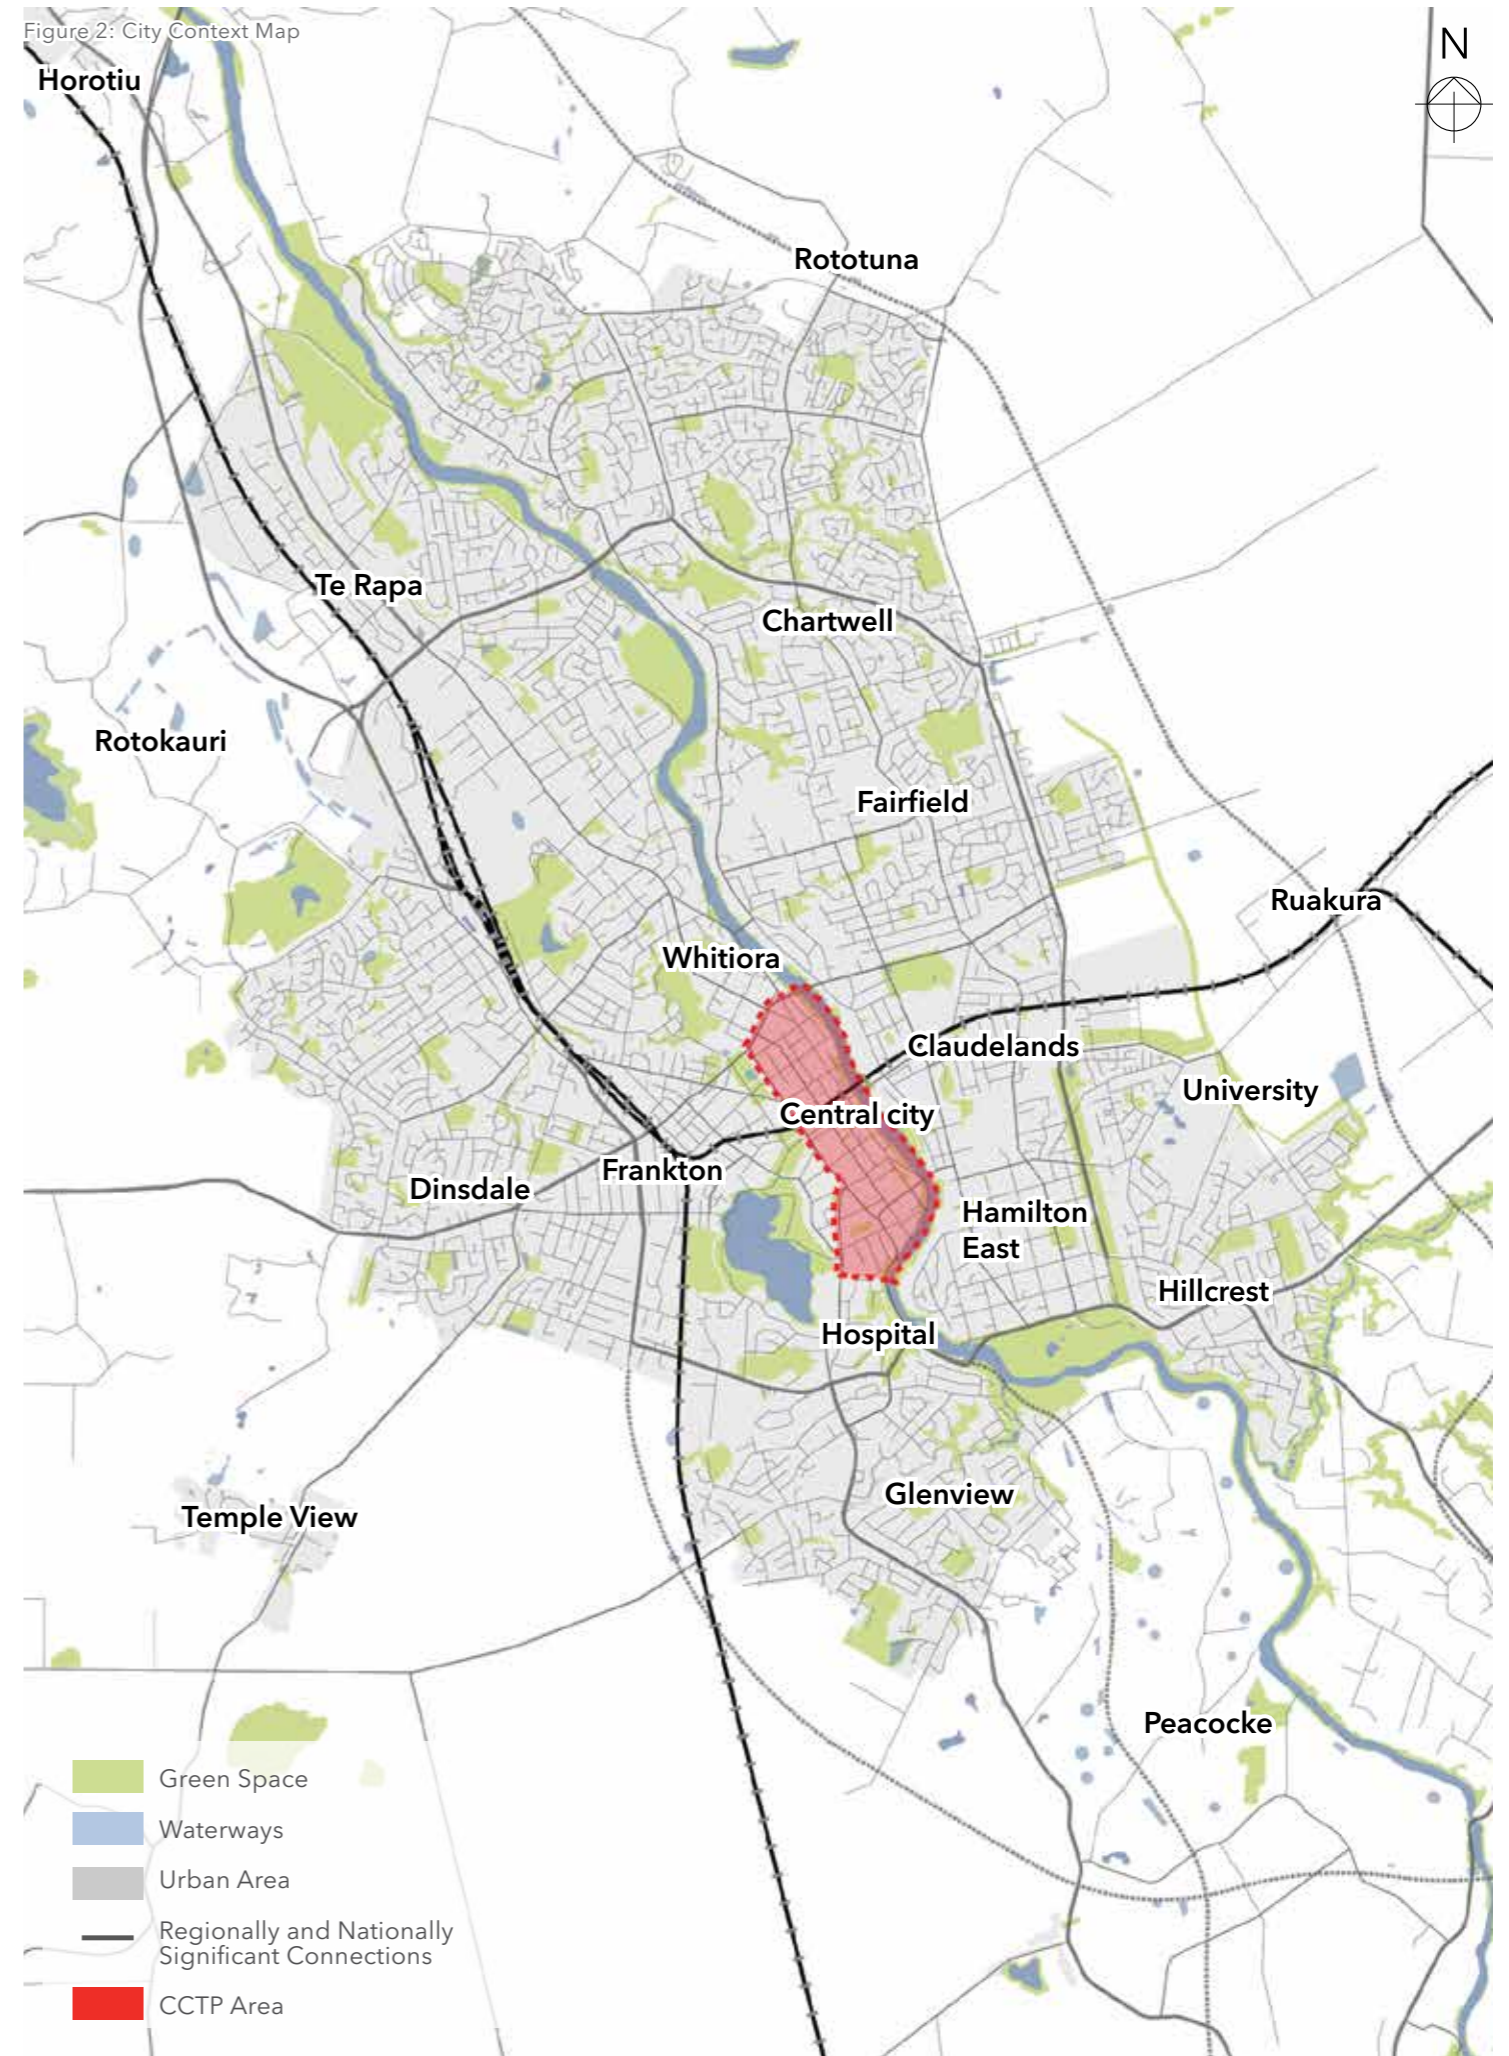 Figure 2: City Context Map
N
Horotiu
Rototuna
Te Rapa
Chartwell
Rotokauri
Fairfield
Ruakura
Whitiora
Claudelands
University
Central city
Frankton
Dinsdale
Hamilton
East
Hillcrest
Hospital
Glenview
Temple View
Peacocke
Green Space
Waterways
Urban Area
Regionally and Nationally
Significant Connections
CCTP Area